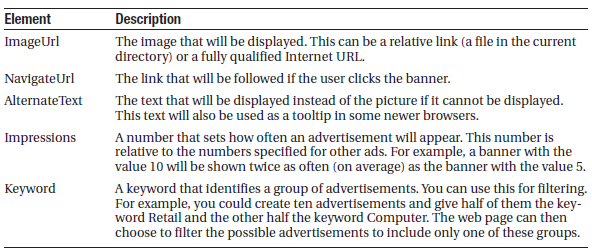 Element Description
ImageUrl The image that will be displayed. This can be a relative link (a file in the current
directory) or a fully qualified Internet URL.
NavigateUrl The link that will be followed if the user clicks the banner.
AlternateText The text that will be displayed instead of the picture if it cannot be displayed.
This text will also be used as a tooltip in some newer browsers.
Impressions A number that sets how often an advertisement will appear. This number is
relative to the numbers specified for other ads. For example, a banner with the
value 10 will be shown twice as often (on average) as the banner with the value 5.
Keyword A keyword that identifies a group of advertisements. You can use this for filtering.
For example, you could create ten advertisements and give half of them the key-
word Retail and the other half the keyword Computer. The web page can then
choose to filter the possible advertisements to include only one of these groups.